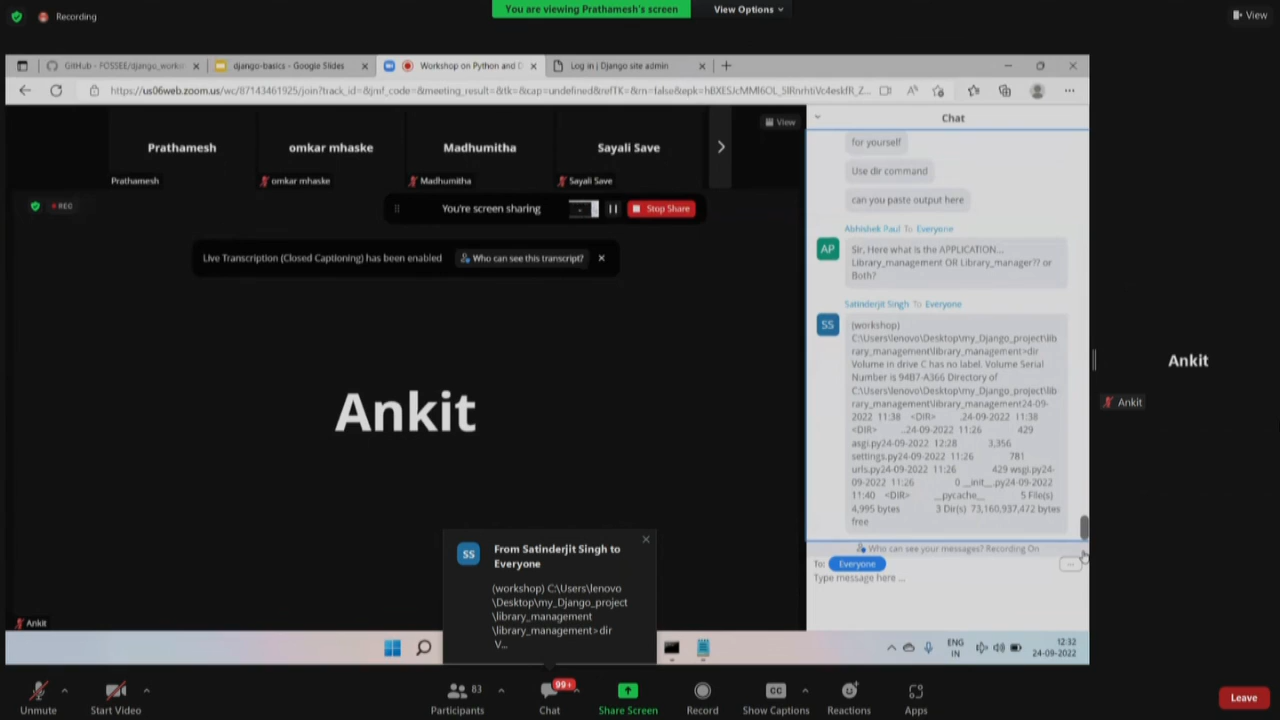 You are viewing Prathamesh's screen
View Options
Recording
View
GitHub - FOSSEE/django_works
django-basics - Google Slides
Workshop on Python and D
Log in | Django site admin
View
Chat
Prathamesh
omkar mhaske
Madhumitha
Sayali Save
Prathamesh
omkar mhaske
Madhumitha
Sayali Save
REC
You're screen sharing
Stop Share
Live Transcription (Closed Captioning) has been enabled
Who can see this transcript?
for yourself
Use dir command
can you paste output here
Abhishek Paul To Everyone
AP
Sir, Here what is the APPLICATION...
Library_management OR Library_manager?? or
Both?
Satinderjit Singh To Everyone
SS
(workshop)
C:\Users\lenovo\Desktop\my_Django_project\lib
rary_management\library_management>dir
Volume in drive C has no label. Volume Serial
Number is 94B7-A366 Directory of
C:\Users\lenovo\Desktop\my_Django_project\lib
rary_management\library_management24-09-
2022 11:38 <DIR> .24-09-2022 11:38
<DIR> ..24-09-2022 11:26 429
asgi.py24-09-2022 12:28 3,356
settings.py24-09-2022 11:26 781
urls.py24-09-2022 11:26 429 wsgi.py24-
09-2022 11:26 0 __init__.py24-09-2022
11:40 <DIR> __pycache__ 5 File(s)
4,995 bytes 3 Dir(s) 73,160,937,472 bytes
free
Who can see your messages? Recording On
To: Everyone
Type message here ...
Ankit
Ankit
Ankit
Ankit
SS
From Satinderjit Singh to
Everyone
(workshop) C:\Users\lenovo
\Desktop\my_Django_project
\library_management
\library_management>dir
V...
ENG
IN
12:32
24-09-2022
Unmute
Start Video
83
Participants
99+
Chat
Share Screen
Record
CC
Show Captions
Reactions
Apps
Leave